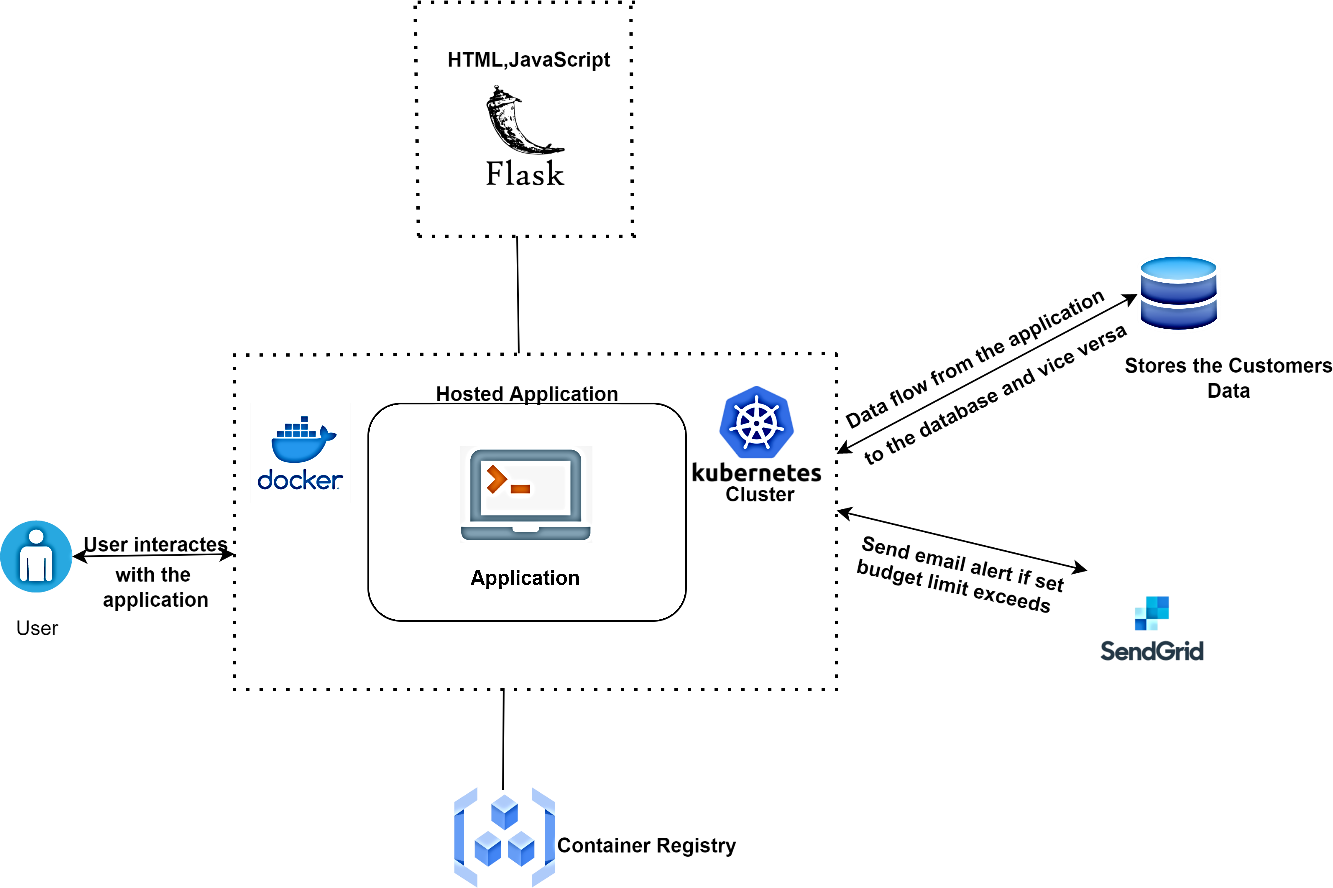 HTML,JavaScript
Flask
Hosted Application
docker
kubernetes
Cluster
Application
User interactes
with the
application
User
Data flow from the application
to the database and vice versa
Stores the Customers
Data
Send email alert if set
budget limit exceeds
SendGrid
Container Registry